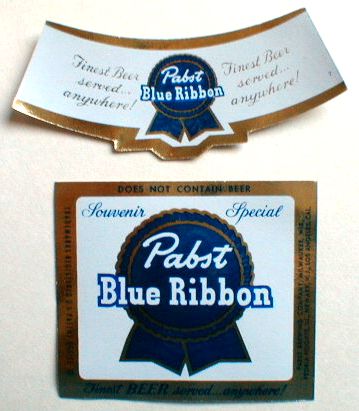 Finest Beer
served...
anywhere!
Pabst
Blue Ribbon
Finest Beer
served...
anywhere!
DOES NOT CONTAIN BEER
Souvenir Special
Pabst
Blue Ribbon
Finest BEER served...anywhere!